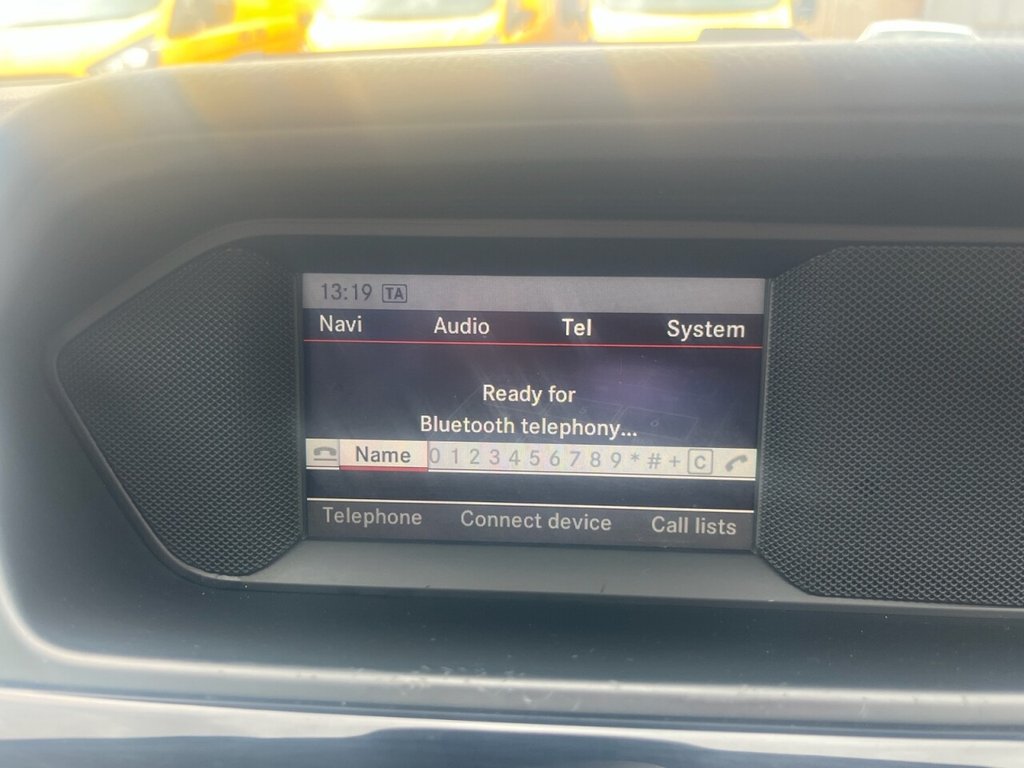 13:19 TA
Navi Audio Tel System
Ready for
Bluetooth telephony...
Name 0 1 2 3 4 5 6 7 8 9 * # + C
Telephone Connect device Call lists